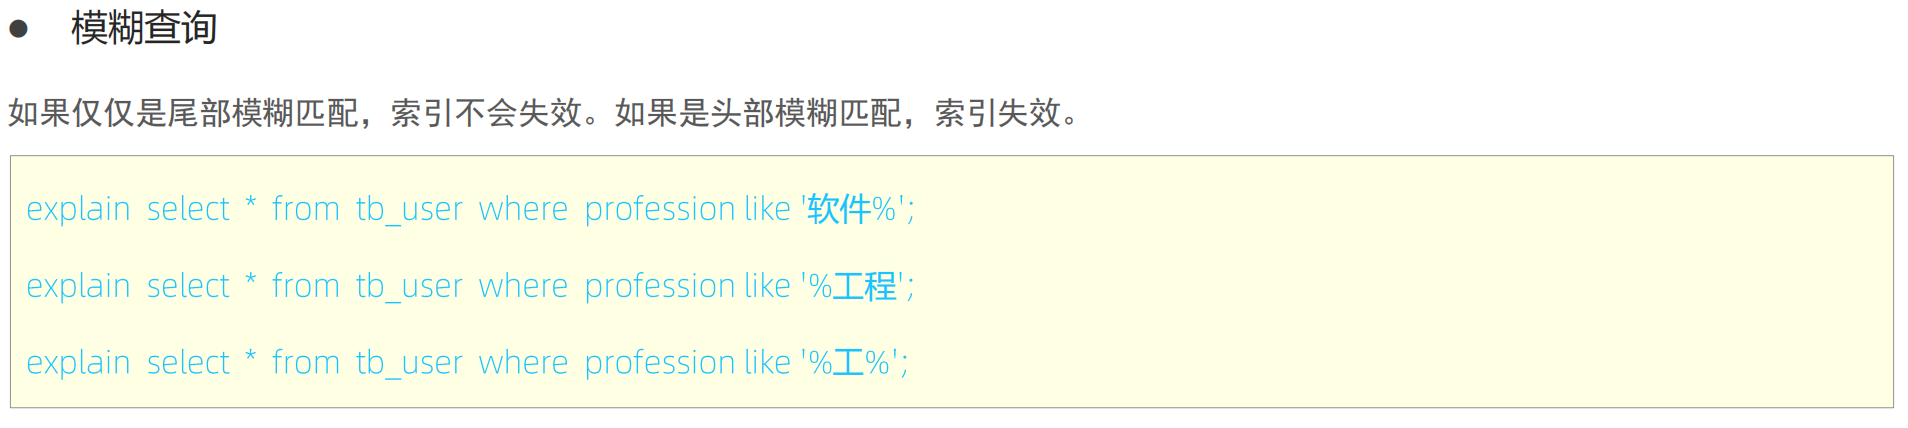 ● 模糊查询
如果仅仅是尾部模糊匹配，索引不会失效。如果是头部模糊匹配，索引失效。
explain select * from tb_user where profession like '软件%';
explain select * from tb_user where profession like '%工程';
explain select * from tb_user where profession like '%工%';